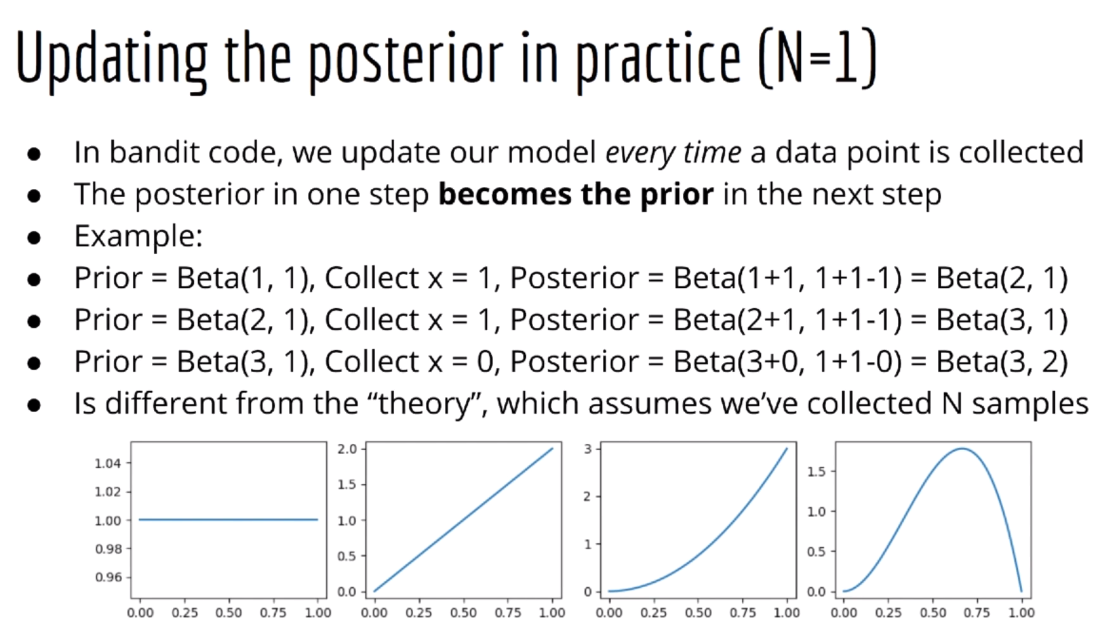 Updating the posterior in practice (N=1)
● In bandit code, we update our model every time a data point is collected
● The posterior in one step becomes the prior in the next step
● Example:
● Prior = Beta(1, 1), Collect x = 1, Posterior = Beta(1+1, 1+1-1) = Beta(2, 1)
● Prior = Beta(2, 1), Collect x = 1, Posterior = Beta(2+1, 1+1-1) = Beta(3, 1)
● Prior = Beta(3, 1), Collect x = 0, Posterior = Beta(3+0, 1+1-0) = Beta(3, 2)
● Is different from the “theory”, which assumes we’ve collected N samples
1.04
1.02
1.00
0.98
0.96
0.00 0.25 0.50 0.75 1.00
2.0
1.5
1.0
0.5
0.0
0.00 0.25 0.50 0.75 1.00
3
2
1
0
0.00 0.25 0.50 0.75 1.00
1.5
1.0
0.5
0.0
0.00 0.25 0.50 0.75 1.00